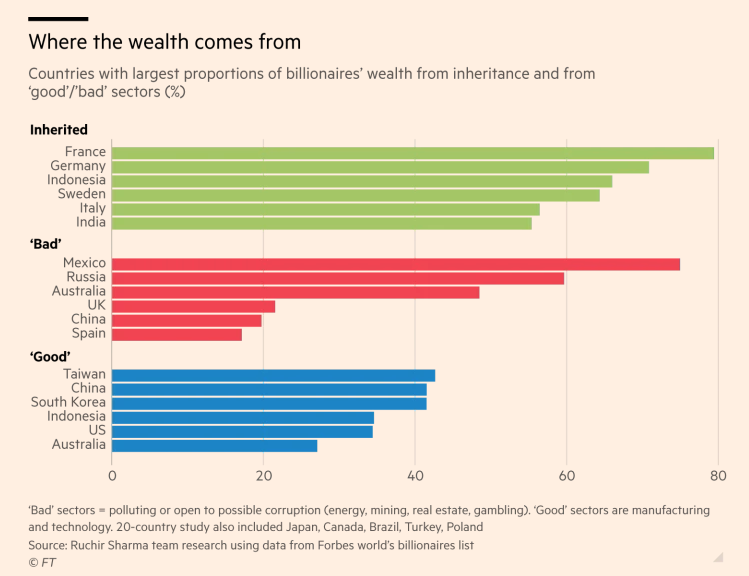 Where the wealth comes from
Countries with largest proportions of billionaires’ wealth from inheritance and from
‘good’/’bad’ sectors (%)
Inherited
France
Germany
Indonesia
Sweden
Italy
India
‘Bad’
Mexico
Russia
Australia
UK
China
Spain
‘Good’
Taiwan
China
South Korea
Indonesia
US
Australia
0 20 40 60 80
‘Bad’ sectors = polluting or open to possible corruption (energy, mining, real estate, gambling). ‘Good’ sectors are manufacturing
and technology. 20-country study also included Japan, Canada, Brazil, Turkey, Poland
Source: Ruchir Sharma team research using data from Forbes world’s billionaires list
© FT